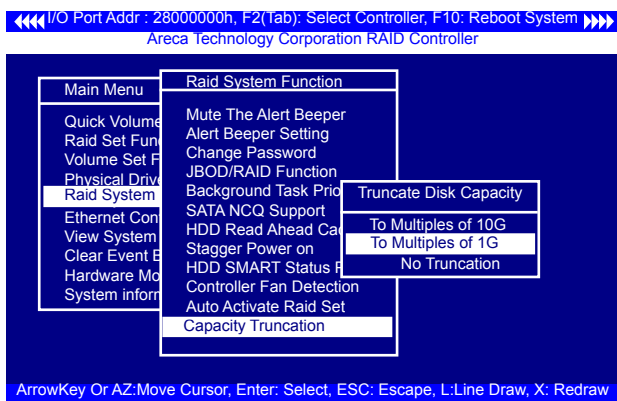 I/O Port Addr : 28000000h, F2(Tab): Select Controller, F10: Reboot System
Areca Technology Corporation RAID Controller
Main Menu
Quick Volume
Raid Set Fun
Volume Set F
Physical Driv
Raid System
Ethernet Con
View System
Clear Event B
Hardware Mo
System inform
Raid System Function
Mute The Alert Beeper
Alert Beeper Setting
Change Password
JBOD/RAID Function
Background Task Prio
SATA NCQ Support
HDD Read Ahead Ca
Stagger Power on
HDD SMART Status P
Controller Fan Detection
Auto Activate Raid Set
Capacity Truncation
Truncate Disk Capacity
To Multiples of 10G
To Multiples of 1G
No Truncation
ArrowKey Or AZ:Move Cursor, Enter: Select, ESC: Escape, L:Line Draw, X: Redraw